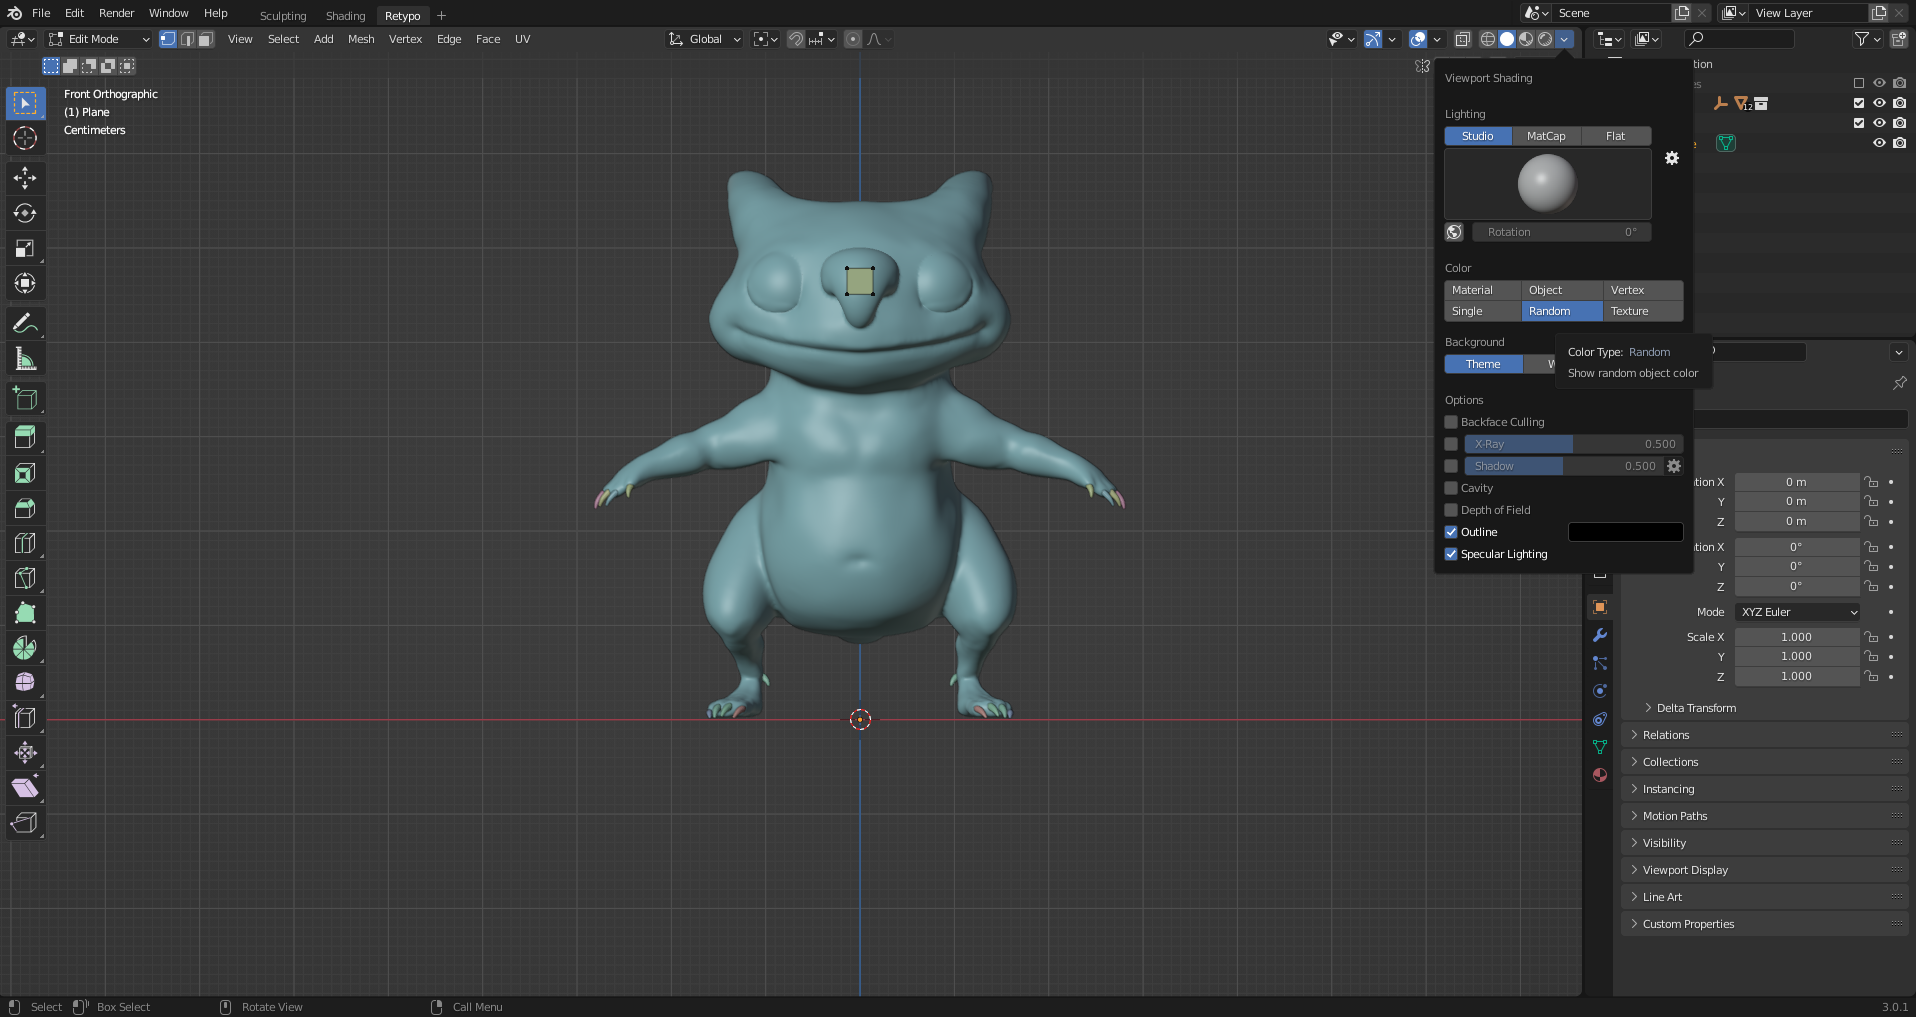 File Edit Render Window Help Sculpting Shading Retypo + Scene View Layer
Edit Mode View Select Add Mesh Vertex Edge Face UV Global
Front Orthographic
(1) Plane
Centimeters
Viewport Shading
Lighting
Studio MatCap Flat
Rotation 0°
Color
Material Object Vertex
Single Random Texture
Background
Theme W
Color Type: Random
Show random object color
Options
Backface Culling
X-Ray 0.500
Shadow 0.500
Cavity
Depth of Field
Outline
Specular Lighting
tion
12
tion X 0 m
Y 0 m
Z 0 m
tion X 0°
Y 0°
Z 0°
Mode XYZ Euler
Scale X 1.000
Y 1.000
Z 1.000
Delta Transform
Relations
Collections
Instancing
Motion Paths
Visibility
Viewport Display
Line Art
Custom Properties
Select Box Select Rotate View Call Menu 3.0.1